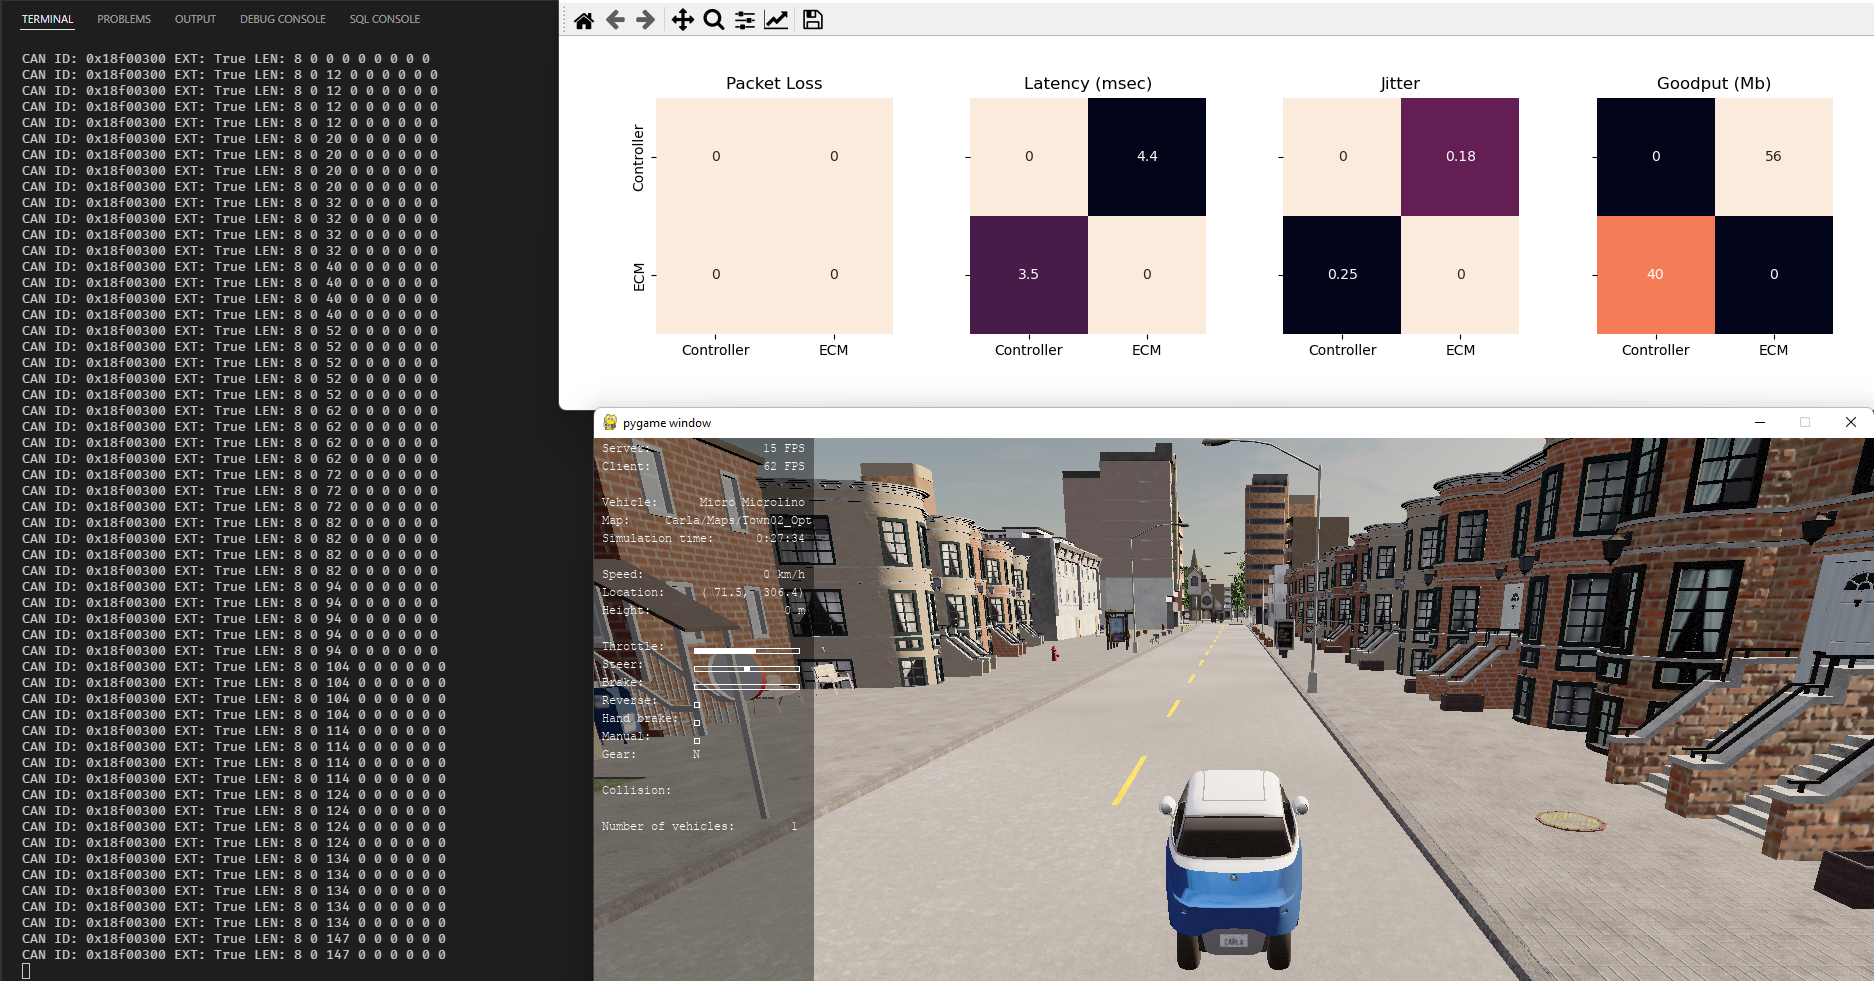 TERMINAL PROBLEMS OUTPUT DEBUG CONSOLE SQL CONSOLE
CAN ID: 0x18f00300 EXT: True LEN: 8 0 0 0 0 0 0 0 0
CAN ID: 0x18f00300 EXT: True LEN: 8 0 12 0 0 0 0 0 0
CAN ID: 0x18f00300 EXT: True LEN: 8 0 12 0 0 0 0 0 0
CAN ID: 0x18f00300 EXT: True LEN: 8 0 12 0 0 0 0 0 0
CAN ID: 0x18f00300 EXT: True LEN: 8 0 12 0 0 0 0 0 0
CAN ID: 0x18f00300 EXT: True LEN: 8 0 20 0 0 0 0 0 0
CAN ID: 0x18f00300 EXT: True LEN: 8 0 20 0 0 0 0 0 0
CAN ID: 0x18f00300 EXT: True LEN: 8 0 20 0 0 0 0 0 0
CAN ID: 0x18f00300 EXT: True LEN: 8 0 20 0 0 0 0 0 0
CAN ID: 0x18f00300 EXT: True LEN: 8 0 32 0 0 0 0 0 0
CAN ID: 0x18f00300 EXT: True LEN: 8 0 32 0 0 0 0 0 0
CAN ID: 0x18f00300 EXT: True LEN: 8 0 32 0 0 0 0 0 0
CAN ID: 0x18f00300 EXT: True LEN: 8 0 32 0 0 0 0 0 0
CAN ID: 0x18f00300 EXT: True LEN: 8 0 40 0 0 0 0 0 0
CAN ID: 0x18f00300 EXT: True LEN: 8 0 40 0 0 0 0 0 0
CAN ID: 0x18f00300 EXT: True LEN: 8 0 40 0 0 0 0 0 0
CAN ID: 0x18f00300 EXT: True LEN: 8 0 40 0 0 0 0 0 0
CAN ID: 0x18f00300 EXT: True LEN: 8 0 52 0 0 0 0 0 0
CAN ID: 0x18f00300 EXT: True LEN: 8 0 52 0 0 0 0 0 0
CAN ID: 0x18f00300 EXT: True LEN: 8 0 52 0 0 0 0 0 0
CAN ID: 0x18f00300 EXT: True LEN: 8 0 52 0 0 0 0 0 0
CAN ID: 0x18f00300 EXT: True LEN: 8 0 52 0 0 0 0 0 0
CAN ID: 0x18f00300 EXT: True LEN: 8 0 62 0 0 0 0 0 0
CAN ID: 0x18f00300 EXT: True LEN: 8 0 62 0 0 0 0 0 0
CAN ID: 0x18f00300 EXT: True LEN: 8 0 62 0 0 0 0 0 0
CAN ID: 0x18f00300 EXT: True LEN: 8 0 62 0 0 0 0 0 0
CAN ID: 0x18f00300 EXT: True LEN: 8 0 72 0 0 0 0 0 0
CAN ID: 0x18f00300 EXT: True LEN: 8 0 72 0 0 0 0 0 0
CAN ID: 0x18f00300 EXT: True LEN: 8 0 72 0 0 0 0 0 0
CAN ID: 0x18f00300 EXT: True LEN: 8 0 82 0 0 0 0 0 0
CAN ID: 0x18f00300 EXT: True LEN: 8 0 82 0 0 0 0 0 0
CAN ID: 0x18f00300 EXT: True LEN: 8 0 82 0 0 0 0 0 0
CAN ID: 0x18f00300 EXT: True LEN: 8 0 82 0 0 0 0 0 0
CAN ID: 0x18f00300 EXT: True LEN: 8 0 94 0 0 0 0 0 0
CAN ID: 0x18f00300 EXT: True LEN: 8 0 94 0 0 0 0 0 0
CAN ID: 0x18f00300 EXT: True LEN: 8 0 94 0 0 0 0 0 0
CAN ID: 0x18f00300 EXT: True LEN: 8 0 94 0 0 0 0 0 0
CAN ID: 0x18f00300 EXT: True LEN: 8 0 94 0 0 0 0 0 0
CAN ID: 0x18f00300 EXT: True LEN: 8 0 104 0 0 0 0 0 0
CAN ID: 0x18f00300 EXT: True LEN: 8 0 104 0 0 0 0 0 0
CAN ID: 0x18f00300 EXT: True LEN: 8 0 104 0 0 0 0 0 0
CAN ID: 0x18f00300 EXT: True LEN: 8 0 104 0 0 0 0 0 0
CAN ID: 0x18f00300 EXT: True LEN: 8 0 114 0 0 0 0 0 0
CAN ID: 0x18f00300 EXT: True LEN: 8 0 114 0 0 0 0 0 0
CAN ID: 0x18f00300 EXT: True LEN: 8 0 114 0 0 0 0 0 0
CAN ID: 0x18f00300 EXT: True LEN: 8 0 114 0 0 0 0 0 0
CAN ID: 0x18f00300 EXT: True LEN: 8 0 124 0 0 0 0 0 0
CAN ID: 0x18f00300 EXT: True LEN: 8 0 124 0 0 0 0 0 0
CAN ID: 0x18f00300 EXT: True LEN: 8 0 124 0 0 0 0 0 0
CAN ID: 0x18f00300 EXT: True LEN: 8 0 124 0 0 0 0 0 0
CAN ID: 0x18f00300 EXT: True LEN: 8 0 134 0 0 0 0 0 0
CAN ID: 0x18f00300 EXT: True LEN: 8 0 134 0 0 0 0 0 0
CAN ID: 0x18f00300 EXT: True LEN: 8 0 134 0 0 0 0 0 0
CAN ID: 0x18f00300 EXT: True LEN: 8 0 134 0 0 0 0 0 0
CAN ID: 0x18f00300 EXT: True LEN: 8 0 134 0 0 0 0 0 0
CAN ID: 0x18f00300 EXT: True LEN: 8 0 147 0 0 0 0 0 0
CAN ID: 0x18f00300 EXT: True LEN: 8 0 147 0 0 0 0 0 0
Packet Loss Latency (msec) Jitter Goodput (Mb)
Controller 0 0 0 4.4 0 0.18 0 56
ECM 0 0 3.5 0 0.25 0 40 0
Controller ECM Controller ECM Controller ECM Controller ECM
pygame window
Server: 15 FPS
Client: 62 FPS
Vehicle: Micro Microlino
Map: Carla/Maps/Town02_Opt
Simulation time: 0:27:34
Speed: 0 km/h
Location: ( 71.5, 306.4)
Height: 0 m
Throttle:
Steer:
Brake:
Reverse:
Hand brake:
Manual:
Gear: N
Collision:
Number of vehicles: 1
CARLA